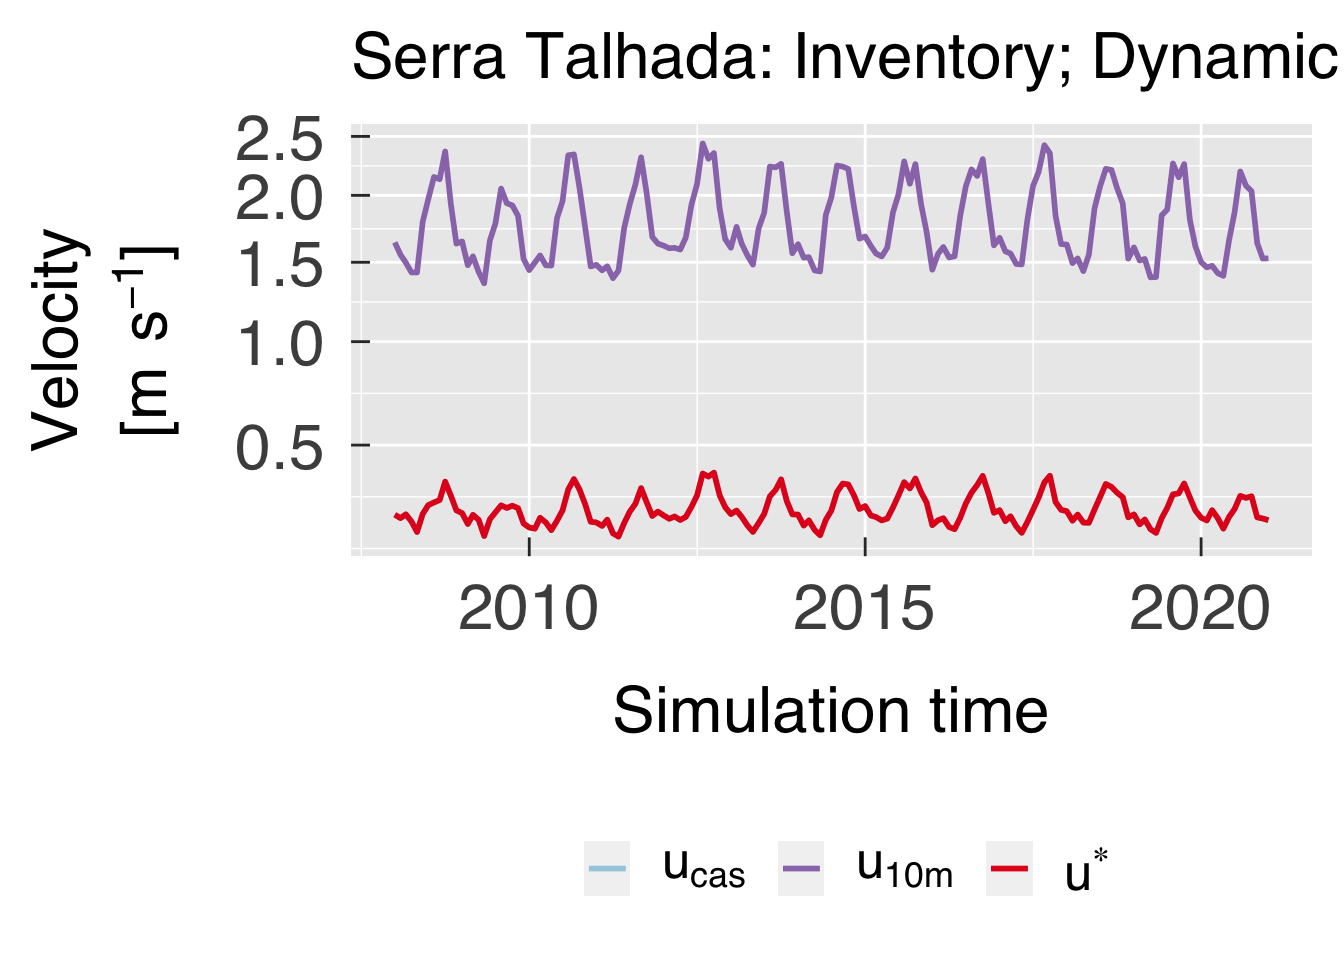 Serra Talhada: Inventory; Dynamic
Velocity
[m s⁻¹]
2.5
2.0
1.5
1.0
0.5
2010 2015 2020
Simulation time
u_cas u_10m u*